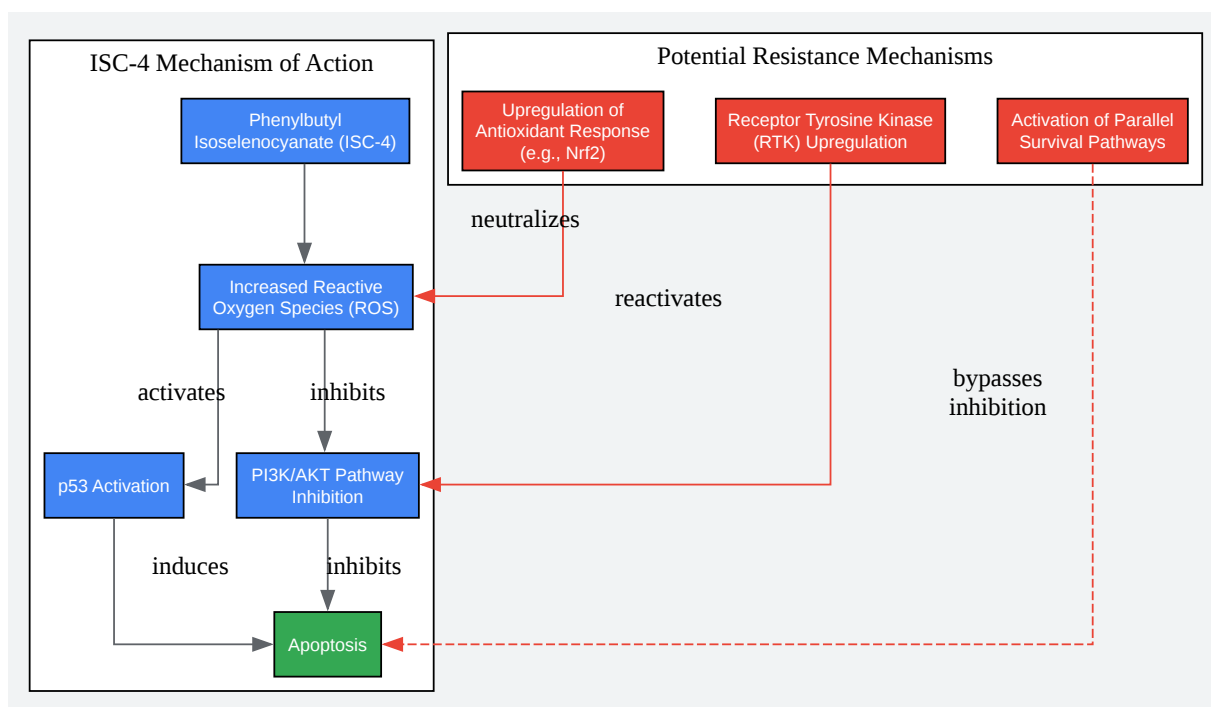 ISC-4 Mechanism of Action
Phenylbutyl
Isoselenocyanate (ISC-4)
Increased Reactive
Oxygen Species (ROS)
activates
inhibits
p53 Activation
PI3K/AKT Pathway
Inhibition
induces
inhibits
Apoptosis
Potential Resistance Mechanisms
Upregulation of
Antioxidant Response
(e.g., Nrf2)
Receptor Tyrosine Kinase
(RTK) Upregulation
Activation of Parallel
Survival Pathways
neutralizes
reactivates
bypasses
inhibition